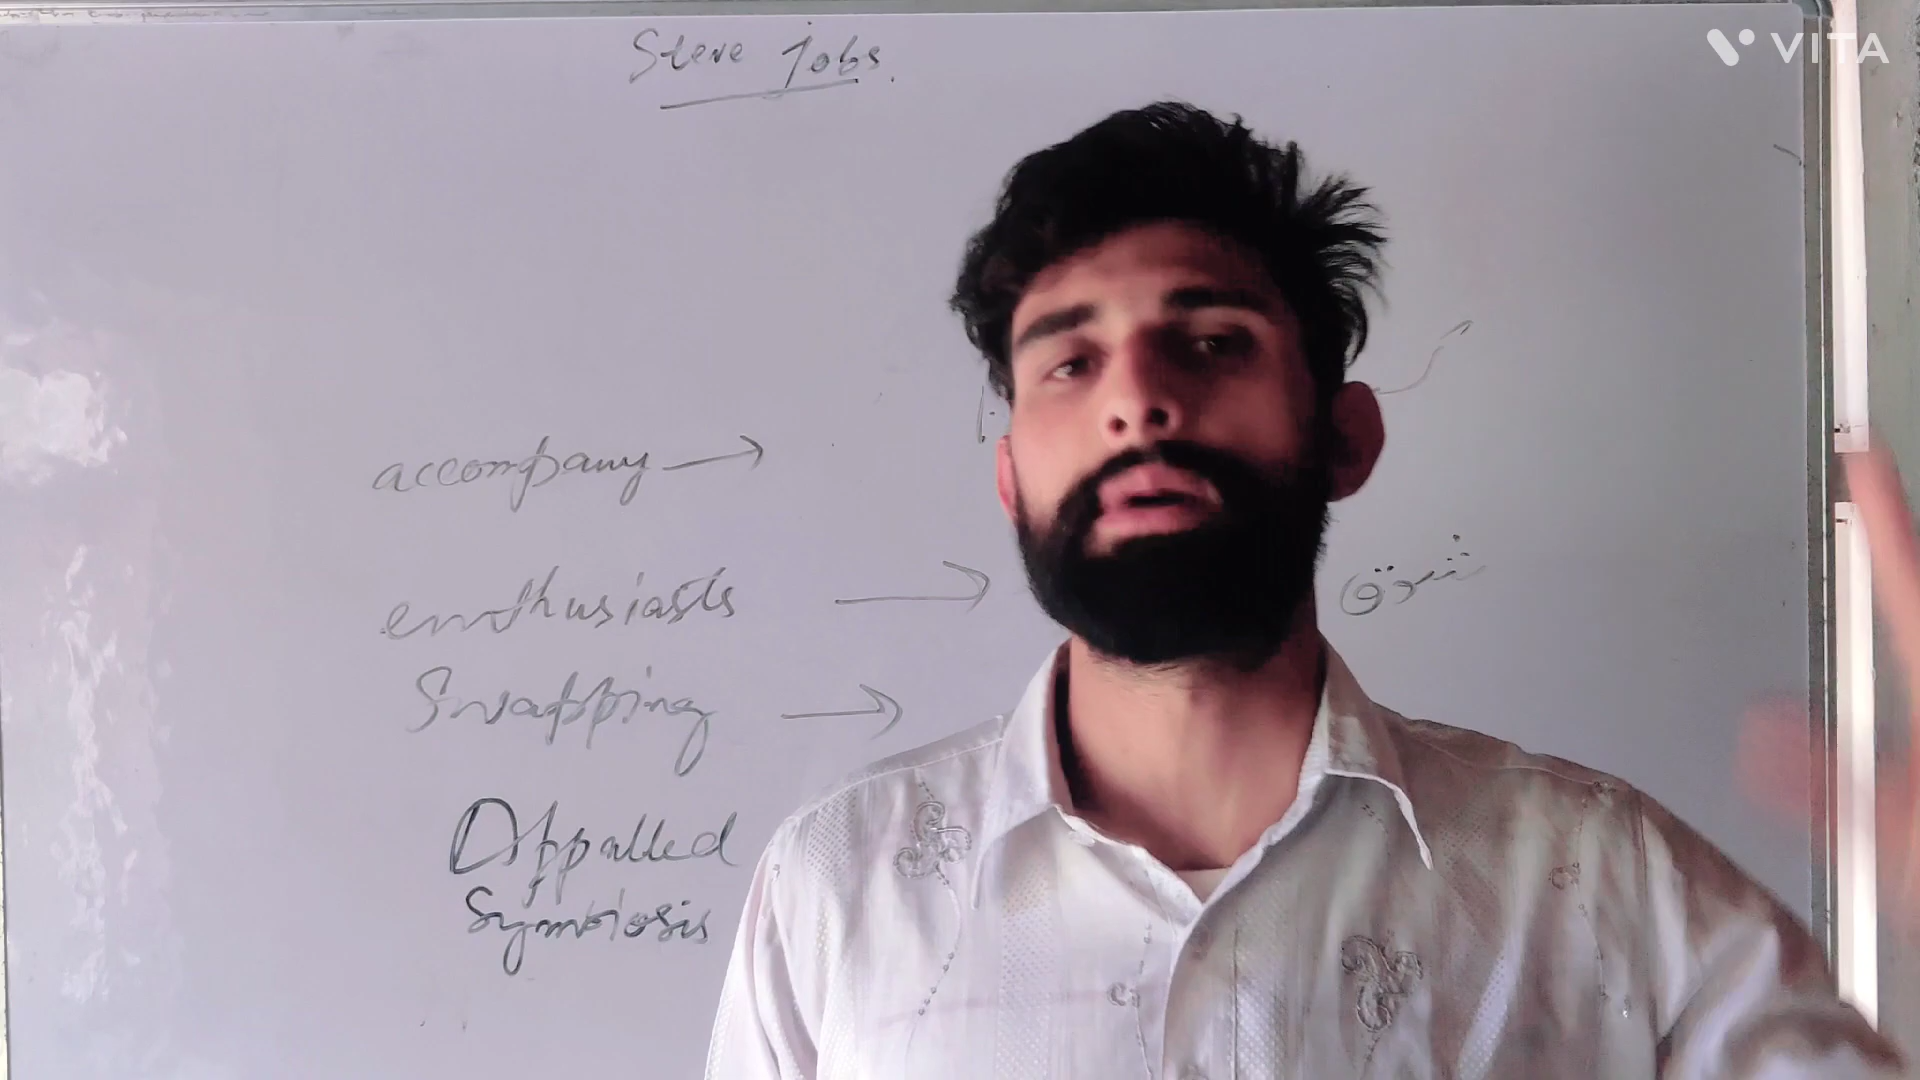 Steve Jobs.
VITA
accompany →
enthusiasts → شوق
Swapping →
Appalled
Symbiosis